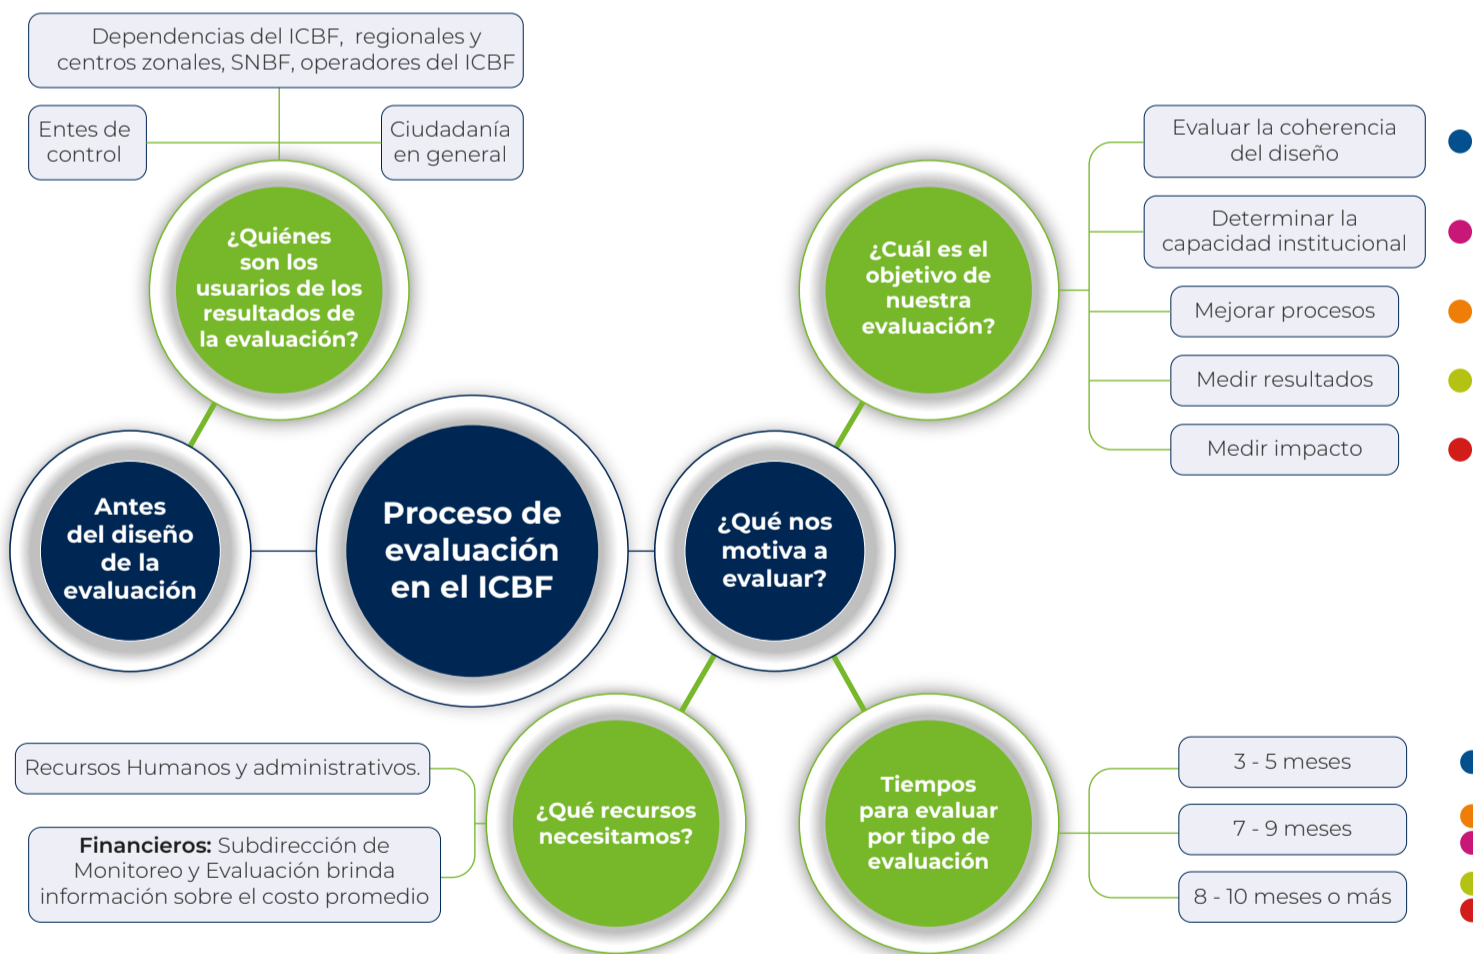 Dependencias del ICBF, regionales y
centros zonales, SNBF, operadores del ICBF
Entes de
control
Ciudadanía
en general
¿Quiénes
son los
usuarios de los
resultados de
la evaluación?
Antes
del diseño
de la
evaluación
Proceso de
evaluación
en el ICBF
¿Qué nos
motiva a
evaluar?
¿Cuál es el
objetivo de
nuestra
evaluación?
Evaluar la coherencia
del diseño
Determinar la
capacidad institucional
Mejorar procesos
Medir resultados
Medir impacto
Recursos Humanos y administrativos.
Financieros: Subdirección de
Monitoreo y Evaluación brinda
información sobre el costo promedio
¿Qué recursos
necesitamos?
Tiempos
para evaluar
por tipo de
evaluación
3 - 5 meses
7 - 9 meses
8 - 10 meses o más